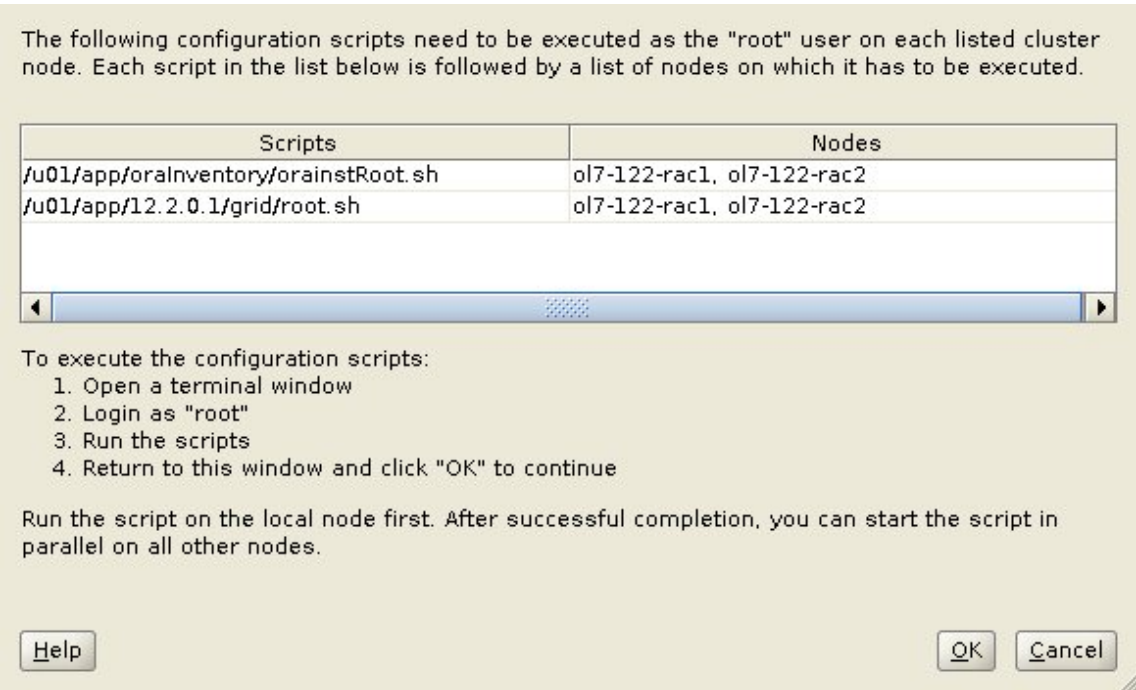 The following configuration scripts need to be executed as the "root" user on each listed cluster
node. Each script in the list below is followed by a list of nodes on which it has to be executed.
Scripts Nodes
/u01/app/oraInventory/orainstRoot.sh ol7-122-rac1, ol7-122-rac2
/u01/app/12.2.0.1/grid/root.sh ol7-122-rac1, ol7-122-rac2
To execute the configuration scripts:
1. Open a terminal window
2. Login as "root"
3. Run the scripts
4. Return to this window and click "OK" to continue
Run the script on the local node first. After successful completion, you can start the script in
parallel on all other nodes.
Help OK Cancel